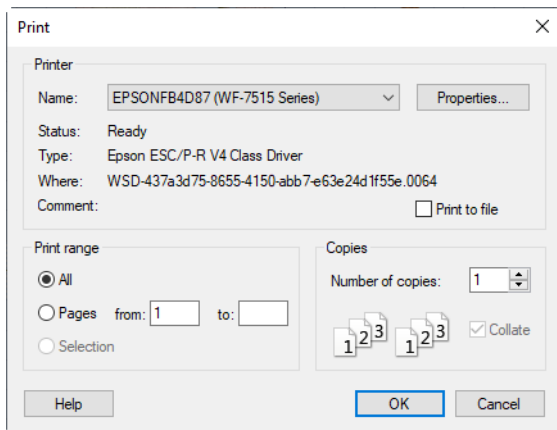 Print
Printer
Name: EPSONFB4D87 (WF-7515 Series) Properties...
Status: Ready
Type: Epson ESC/P-R V4 Class Driver
Where: WSD-437a3d75-8655-4150-abb7-e63e24d1f55e.0064
Comment: Print to file
Print range
All
Pages from: 1 to:
Selection
Copies
Number of copies: 1
1 2 3 1 2 3 Collate
Help OK Cancel